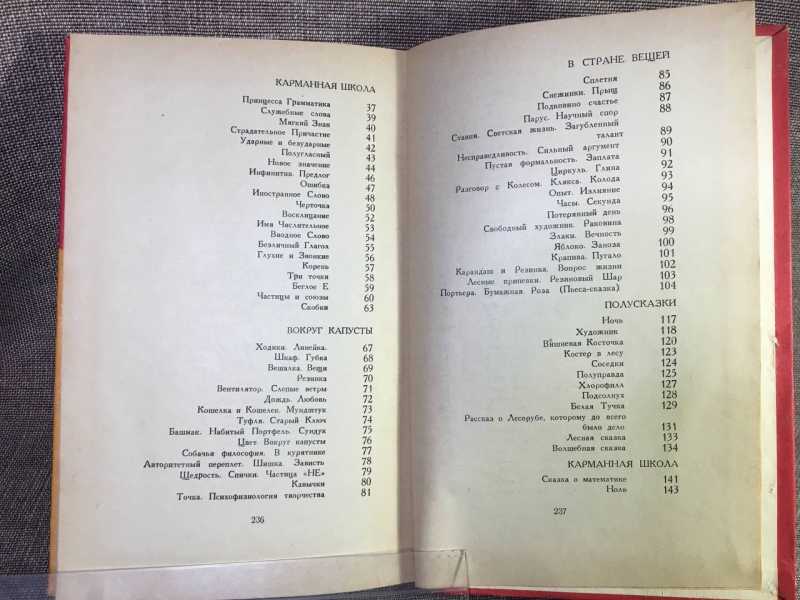 КАРМАННАЯ ШКОЛА
Принцесса Грамматика 37
Служебные слова 39
Мягкий Знак 40
Страдательное Причастие 41
Ударные и безударные 42
Полугласный 43
Новое значение 44
Инфинитив. Предлог 46
Ошибка 47
Иностранное Слово 48
Черточка 50
Восклицание 52
Имя Числительное 53
Вводное Слово 54
Безличный Глагол 55
Глухие и Звонкие 56
Корень 57
Три точки 58
Беглое Е 59
Частицы и союзы 60
Скобки 63
ВОКРУГ КАПУСТЫ
Ходики. Линейка. 67
Шкаф. Губка 68
Вешалка. Вещи 69
Резинка 70
Вентилятор. Слепые ветры 71
Дождь. Любовь 72
Кошелка и Кошелек. Мундштук 73
Туфля. Старый Ключ 74
Башмак. Набитый Портфель. Сундук 75
Цвет. Вокруг капусты 76
Собачья философия. В курятнике 77
Авторитетный переплет. Шишка. Зависть 78
Щедрость. Спички. Частица «НЕ» 79
Кавычки 80
Точка. Психофизиология творчества 81
236
В СТРАНЕ ВЕЩЕЙ
Сплетня 85
Снежинки. Прыщ 86
Подковкино счастье 87
Парус. Научный спор 88
Ставня. Светская жизнь. Загубленный
талант 89
Несправедливость. Сильный аргумент 90
Пустая формальность. Заплата 91
Циркуль. Глина 92
Разговор с Колесом. Клякса. Колода 93
Опыт. Излияние 94
Часы. Секунда 95
Потерянный день 96
Свободный художник. Раковина 98
Злаки. Вечность 99
Яблоко. Заноза 100
Крапива. Пугало 101
Карандаш и Резинка. Вопрос жизни 102
Лесные припевки. Резиновый Шар 103
Портьера. Бумажная Роза (Пьеса-сказка) 104
ПОЛУСКАЗКИ
Ночь 117
Художник 118
Вишневая Косточка 120
Костер в лесу 123
Соседки 124
Полуправда 125
Хлорофилл 127
Подсолнух 128
Белая Тучка 129
Рассказ о Лесорубе, которому до всего
было дело 131
Лесная сказка 133
Волшебная сказка 134
КАРМАННАЯ ШКОЛА
Сказка о математике 141
Ноль 143
237